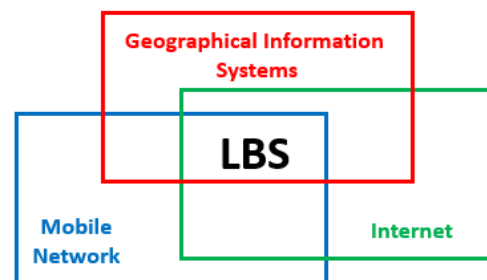 Geographical Information
Systems
LBS
Mobile
Network
Internet